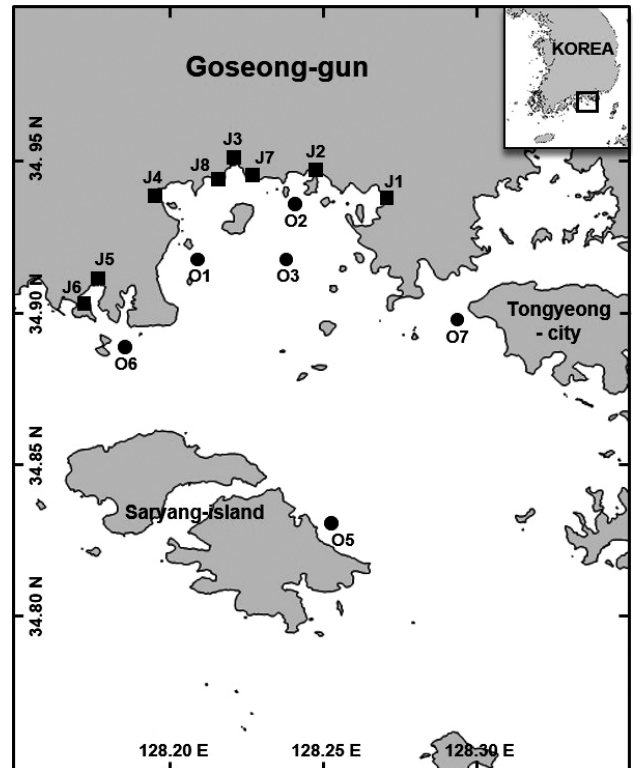 KOREA
Goseong-gun
J3
J2
J8
J7
J4
J1
O2
J5
O1
O3
J6
Tongyeong
- city
O7
O6
Saryang-island
O5
34.95 N
34.90 N
34.85 N
34.80 N
128.20 E
128.25 E
128.30 E